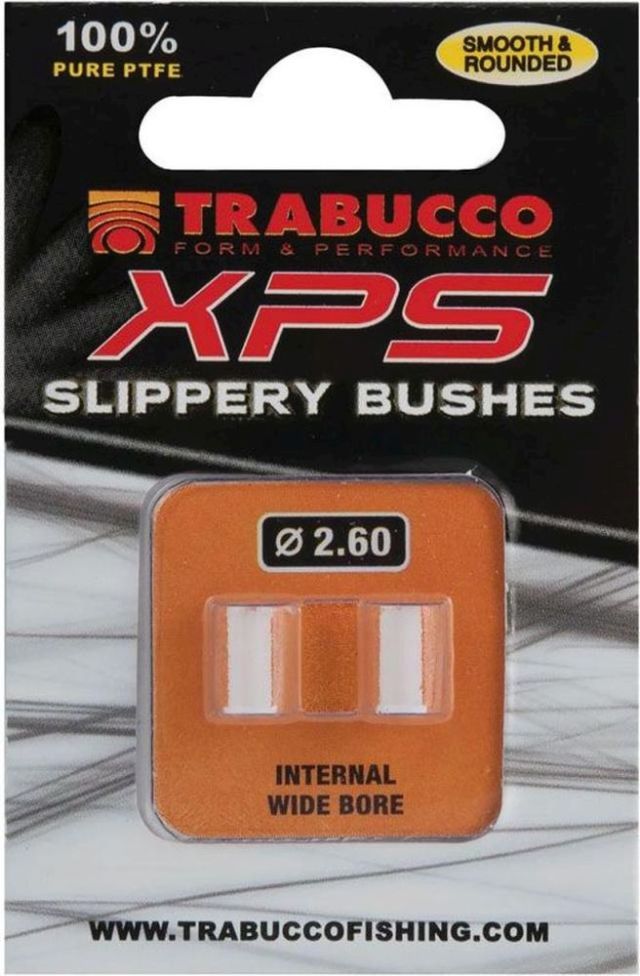 100%
PURE PTFE
SMOOTH &
ROUNDED
TRABUCCO
FORM & PERFORMANCE
XPS
SLIPPERY BUSHES
Ø 2.60
INTERNAL
WIDE BORE
WWW.TRABUCCOFISHING.COM